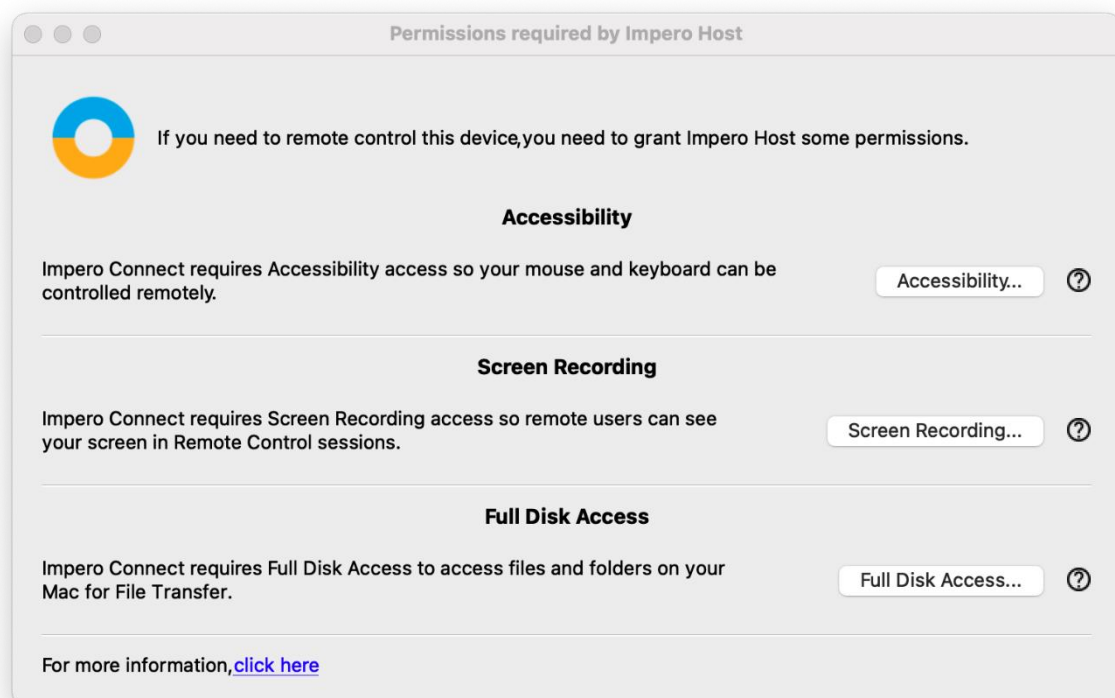 Permissions required by Impero Host
If you need to remote control this device,you need to grant Impero Host some permissions.
Accessibility
Impero Connect requires Accessibility access so your mouse and keyboard can be
controlled remotely.
Accessibility...
?
Screen Recording
Impero Connect requires Screen Recording access so remote users can see
your screen in Remote Control sessions.
Screen Recording...
?
Full Disk Access
Impero Connect requires Full Disk Access to access files and folders on your
Mac for File Transfer.
Full Disk Access...
?
For more information,click here